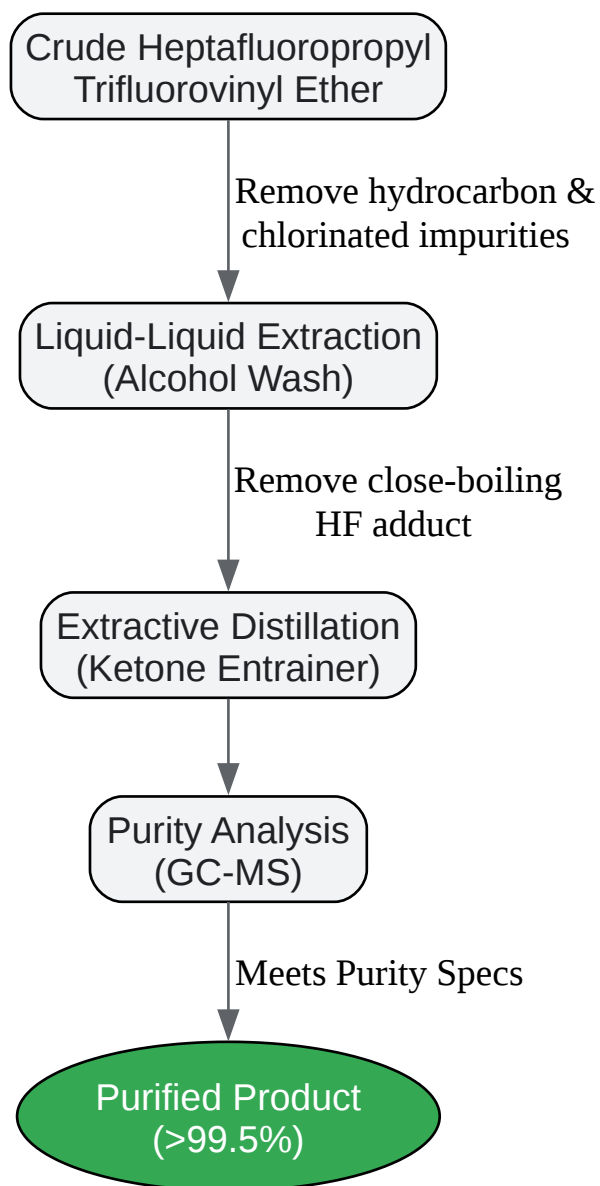 Crude Heptafluoropropyl
Trifluorovinyl Ether
Remove hydrocarbon &
chlorinated impurities
Liquid-Liquid Extraction
(Alcohol Wash)
Remove close-boiling
HF adduct
Extractive Distillation
(Ketone Entrainer)
Purity Analysis
(GC-MS)
Meets Purity Specs
Purified Product
(>99.5%)